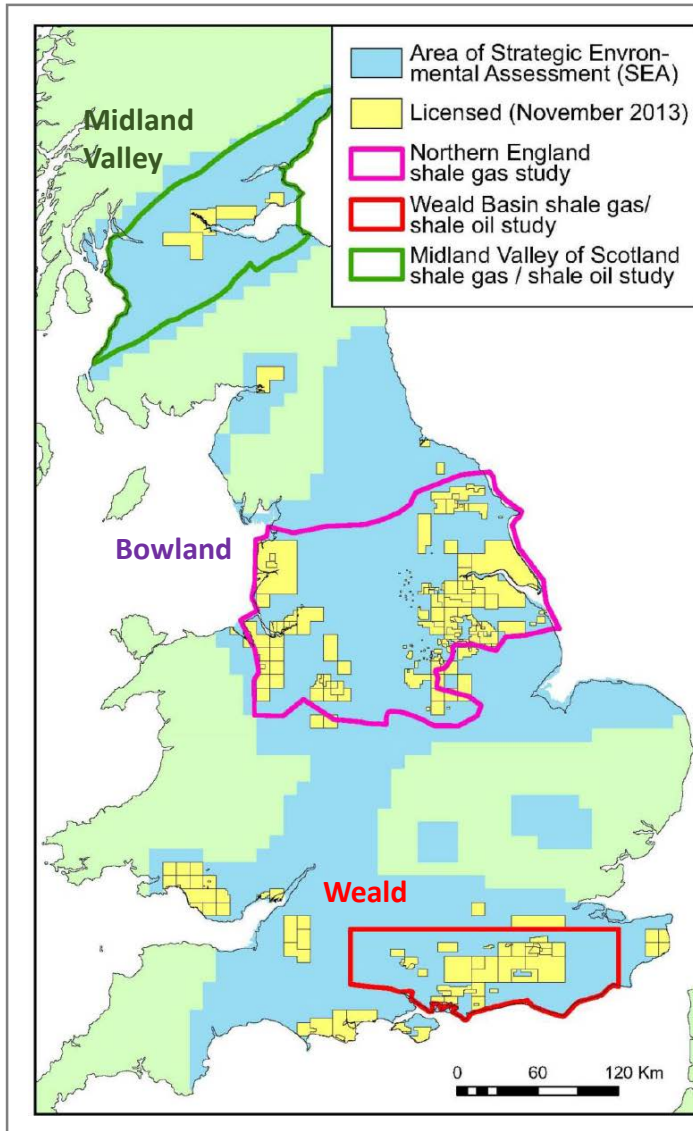 Area of Strategic Environ-
mental Assessment (SEA)
Licensed (November 2013)
Northern England
shale gas study
Weald Basin shale gas/
shale oil study
Midland Valley of Scotland
shale gas / shale oil study
Midland
Valley
Bowland
Weald
0 60 120 Km